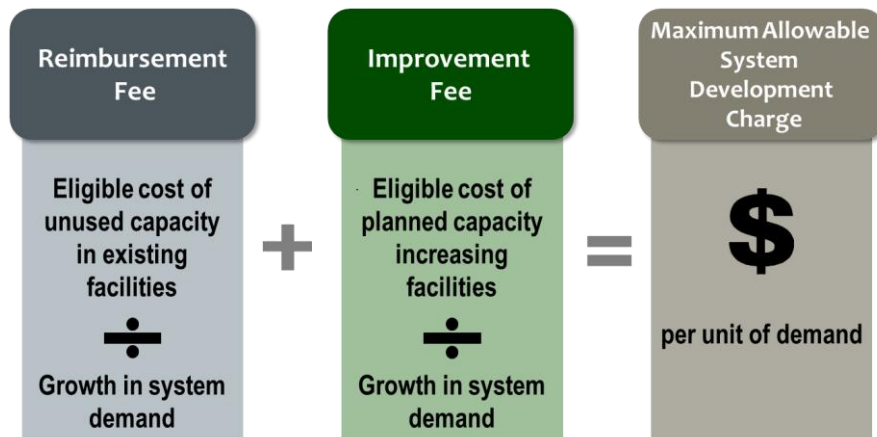 Reimbursement
Fee
Eligible cost of
unused capacity
in existing
facilities
÷
Growth in system
demand
+
Improvement
Fee
Eligible cost of
planned capacity
increasing
facilities
÷
Growth in system
demand
=
Maximum Allowable
System
Development
Charge
$
per unit of demand